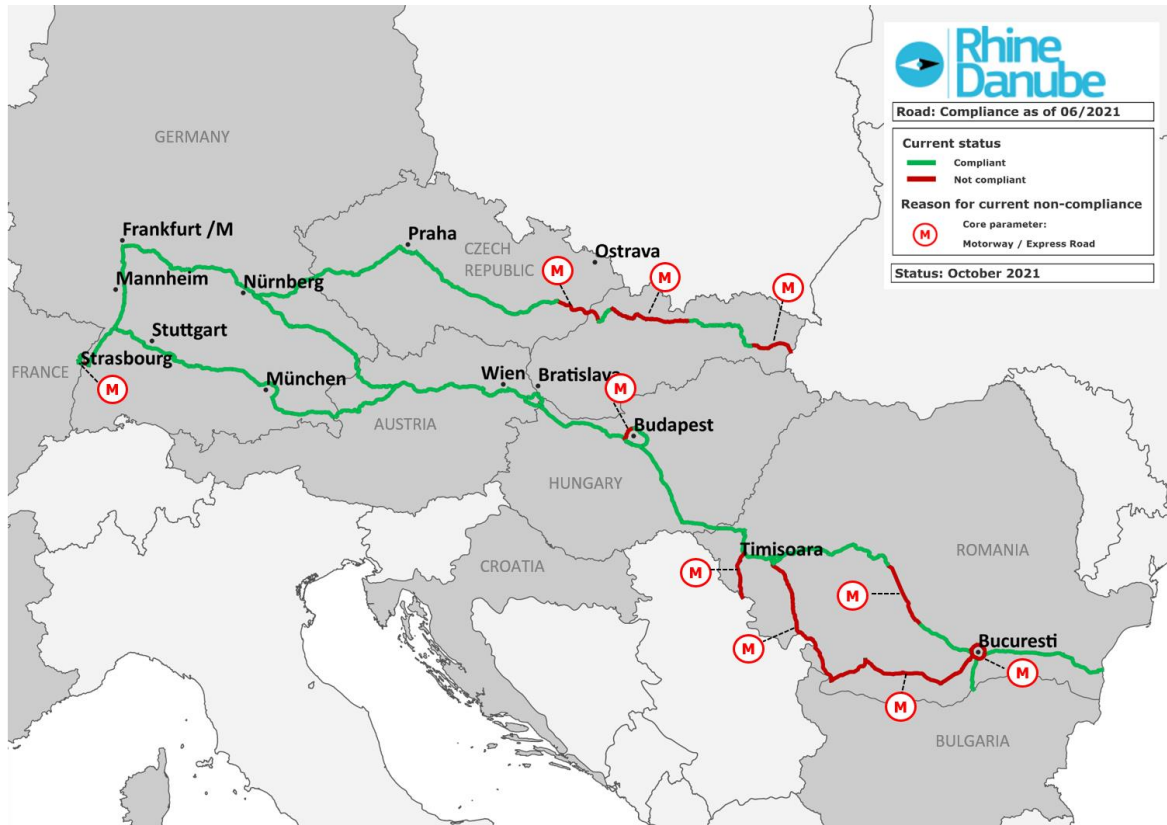 Rhine
Danube
Road: Compliance as of 06/2021
Current status
Compliant
Not compliant
Reason for current non-compliance
M
Core parameter:
Motorway / Express Road
Status: October 2021
GERMANY
Frankfurt /M
Praha
CZECH
REPUBLIC
Ostrava
M
M
M
Mannheim
Nürnberg
Stuttgart
Strasbourg
FRANCE
M
München
Wien
Bratislava
M
AUSTRIA
Budapest
HUNGARY
Timisoara
ROMANIA
CROATIA
M
M
M
Bucuresti
M
M
BULGARIA